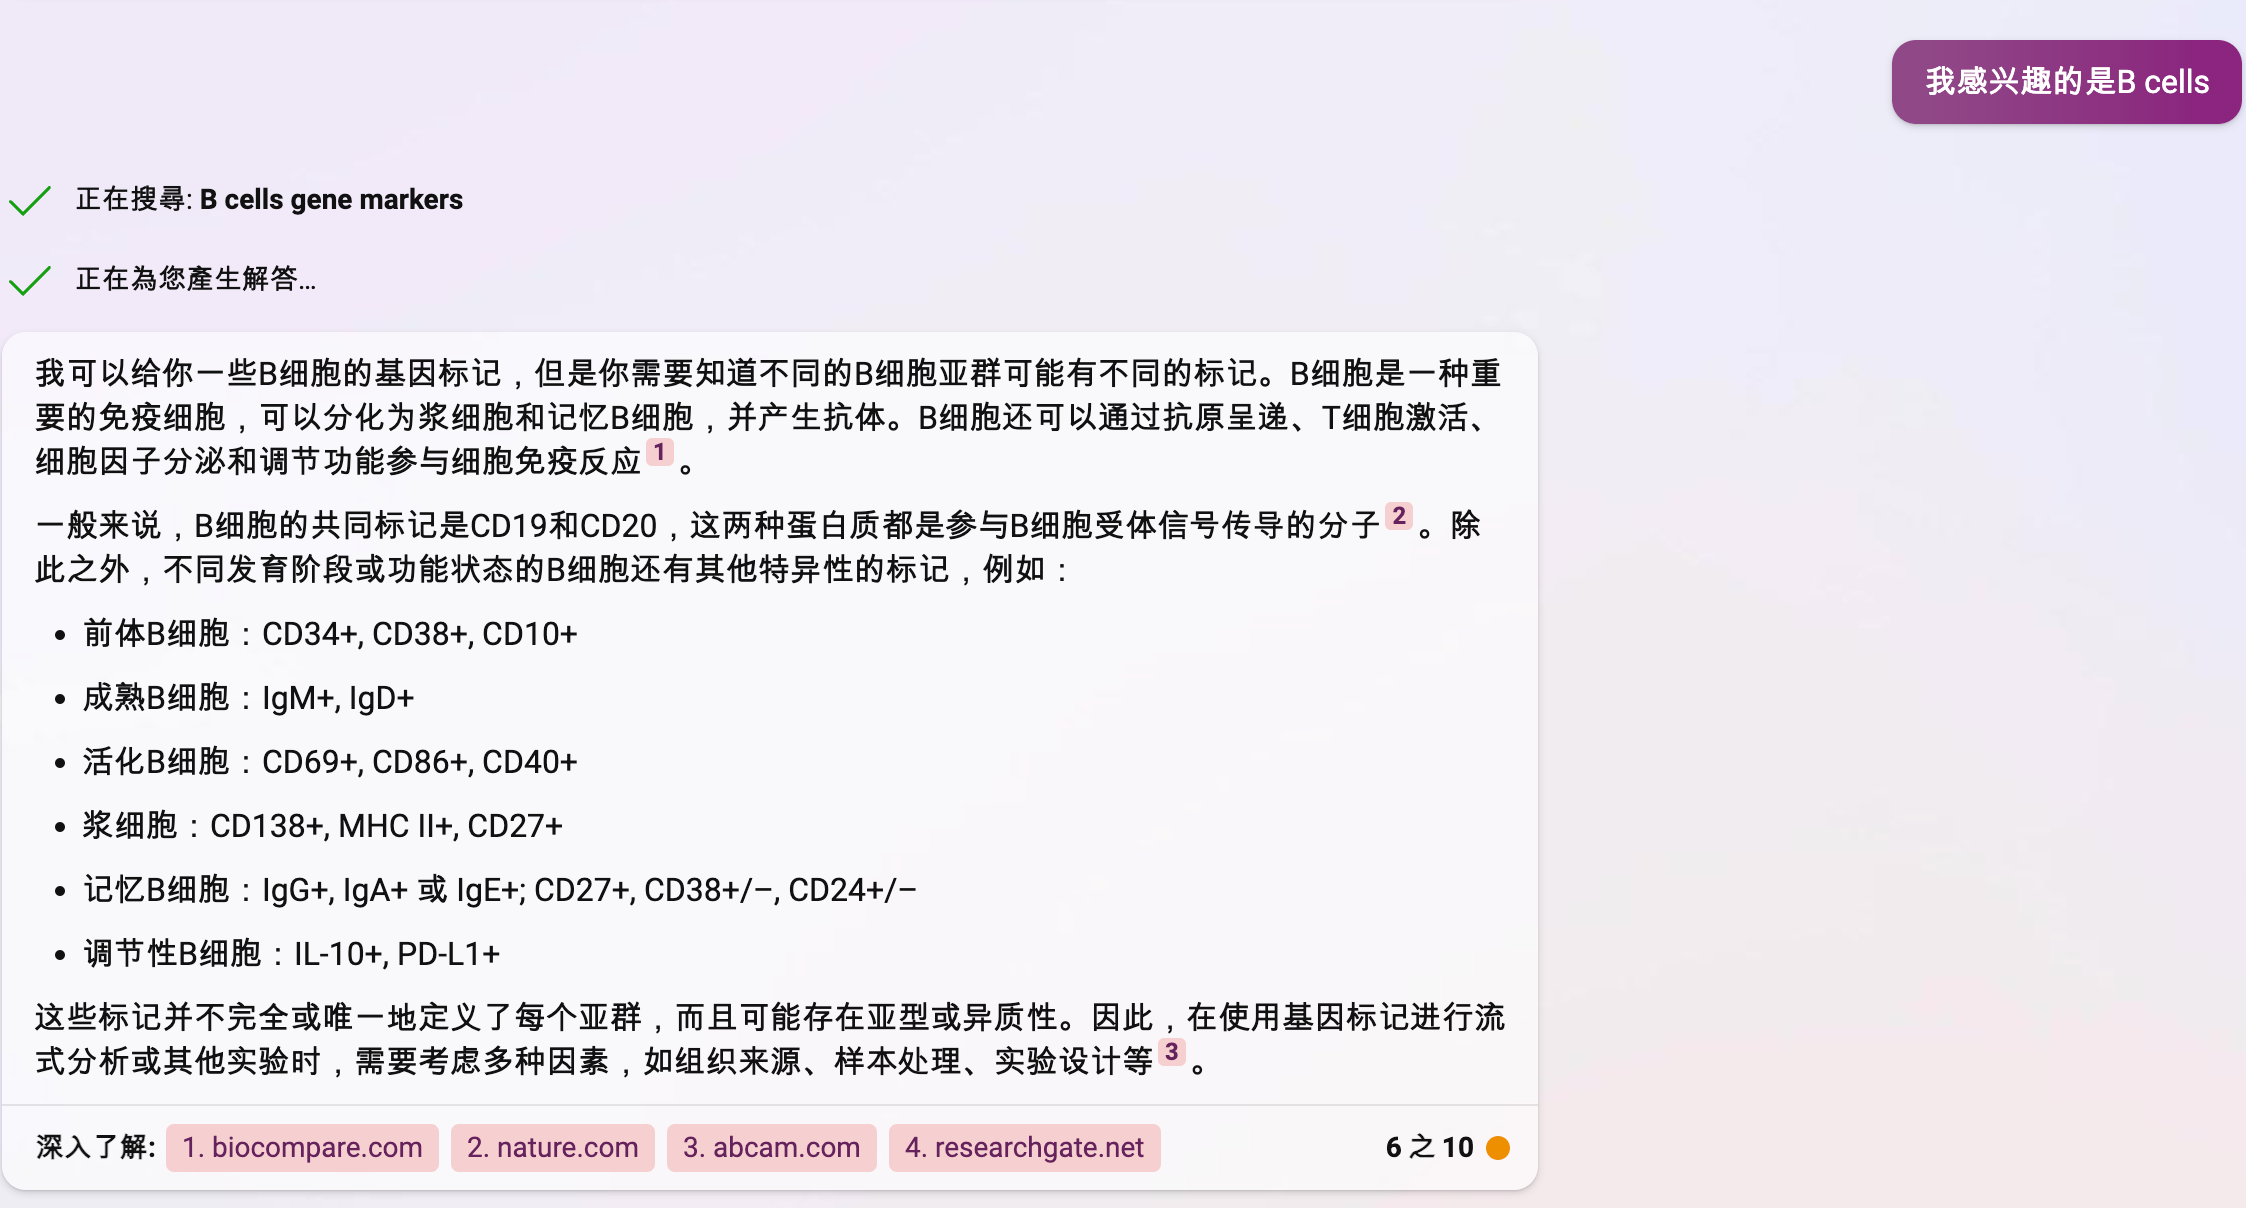 我感兴趣的是B cells
正在搜尋: B cells gene markers
正在為您產生解答...
我可以给你一些B细胞的基因标记，但是你需要知道不同的B细胞亚群可能有不同的标记。B细胞是一种重
要的免疫细胞，可以分化为浆细胞和记忆B细胞，并产生抗体。B细胞还可以通过抗原呈递、T细胞激活、
细胞因子分泌和调节功能参与细胞免疫反应 1 。
一般来说，B细胞的共同标记是CD19和CD20，这两种蛋白质都是参与B细胞受体信号传导的分子 2 。除
此之外，不同发育阶段或功能状态的B细胞还有其他特异性的标记，例如：
• 前体B细胞：CD34+, CD38+, CD10+
• 成熟B细胞：IgM+, IgD+
• 活化B细胞：CD69+, CD86+, CD40+
• 浆细胞：CD138+, MHC II+, CD27+
• 记忆B细胞：IgG+, IgA+ 或 IgE+; CD27+, CD38+/–, CD24+/–
• 调节性B细胞：IL-10+, PD-L1+
这些标记并不完全或唯一地定义了每个亚群，而且可能存在亚型或异质性。因此，在使用基因标记进行流
式分析或其他实验时，需要考虑多种因素，如组织来源、样本处理、实验设计等 3 。
深入了解: 1. biocompare.com 2. nature.com 3. abcam.com 4. researchgate.net 6 之 10